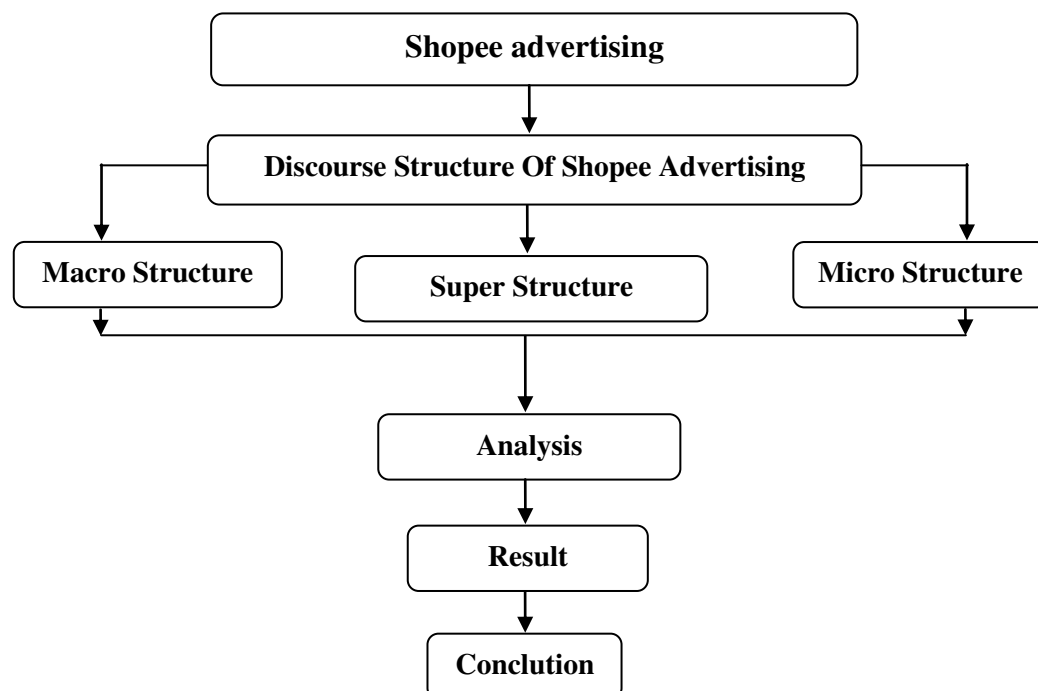 Shopee advertising
Discourse Structure Of Shopee Advertising
Macro Structure
Super Structure
Micro Structure
Analysis
Result
Conclution